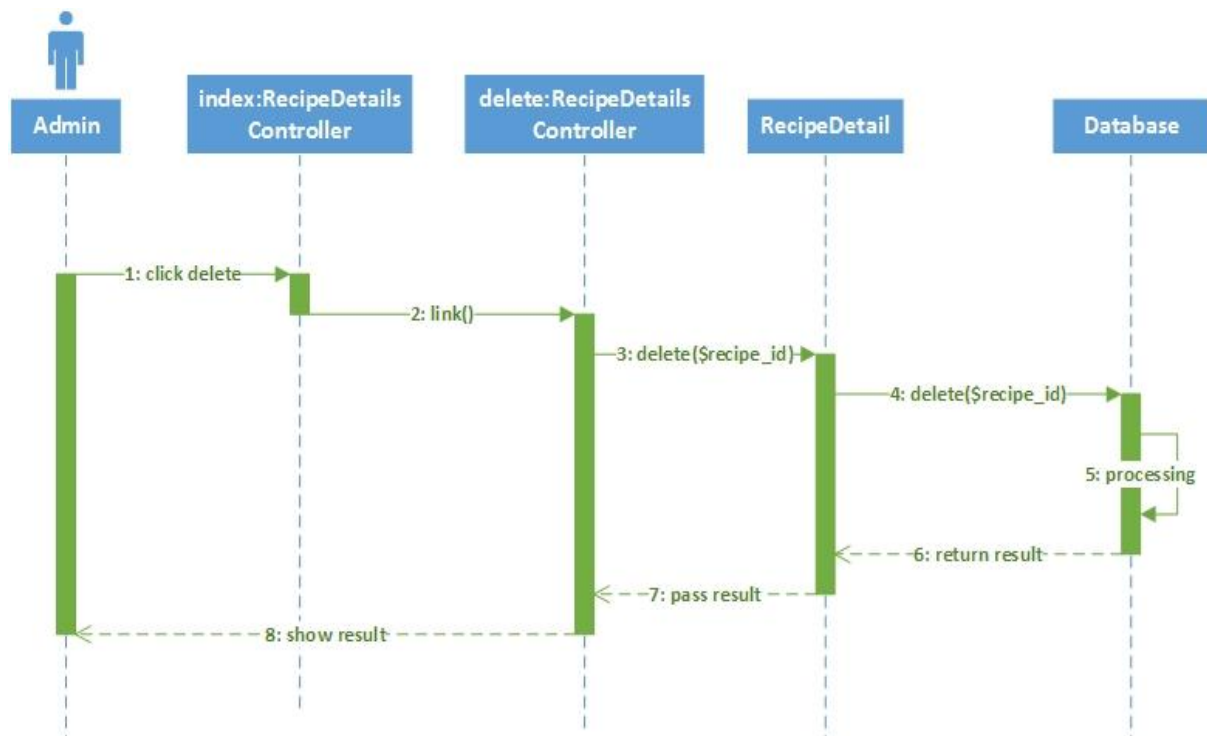 Admin
index:RecipeDetails
Controller
delete:RecipeDetails
Controller
RecipeDetail
Database
1: click delete
2: link()
3: delete($recipe_id)
4: delete($recipe_id)
5: processing
6: return result
7: pass result
8: show result